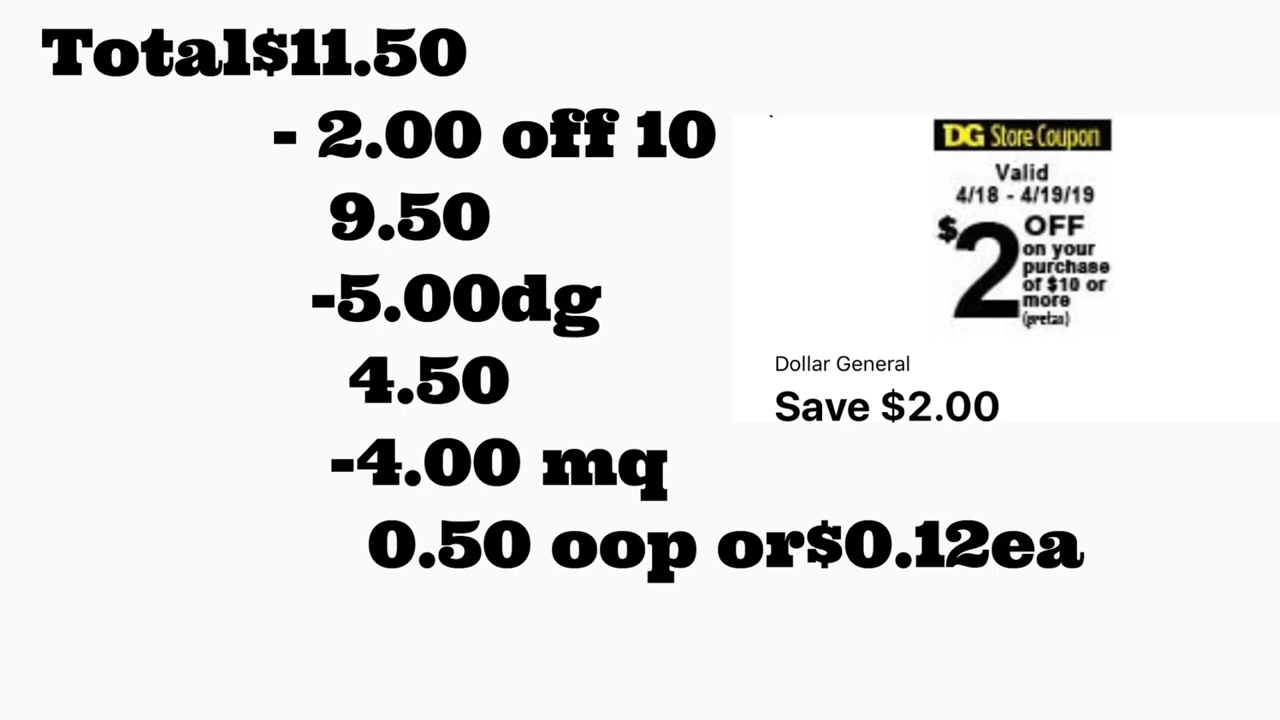 Total$11.50
- 2.00 off 10
9.50
-5.00dg
4.50
-4.00 mq
0.50 oop or$0.12ea
DG Store Coupon
Valid
4/18 - 4/19/19
$2 OFF
on your
purchase
of $10 or
more
(pretax)
Dollar General
Save $2.00